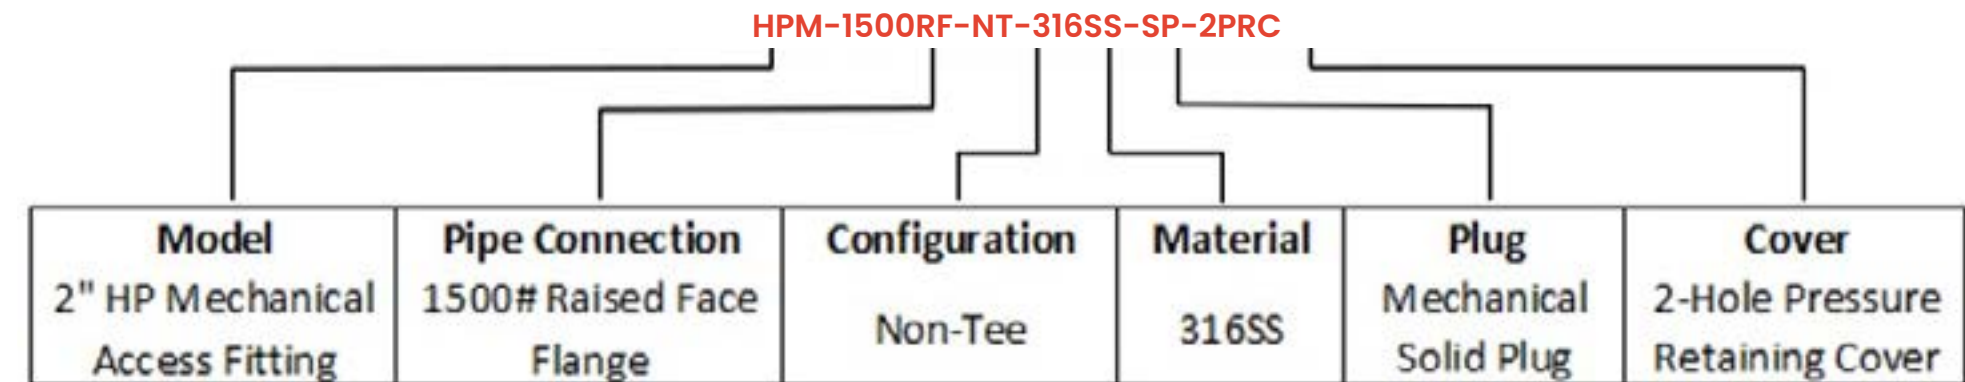 HPM-1500RF-NT-316SS-SP-2PRC
Model
2" HP Mechanical
Access Fitting
Pipe Connection
1500# Raised Face
Flange
Configuration
Non-Tee
Material
316SS
Plug
Mechanical
Solid Plug
Cover
2-Hole Pressure
Retaining Cover